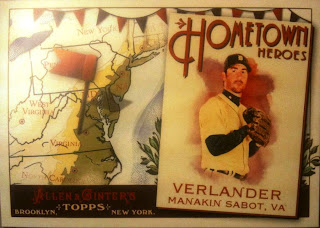 NEW YORK
WEST
VIRGINIA
VIRGINIA
HOMETOWN
HEROES
VERLANDER
MANAKIN SABOT, VA
ALLEN & GINTER'S
TOPPS
BROOKLYN, NEW YORK.